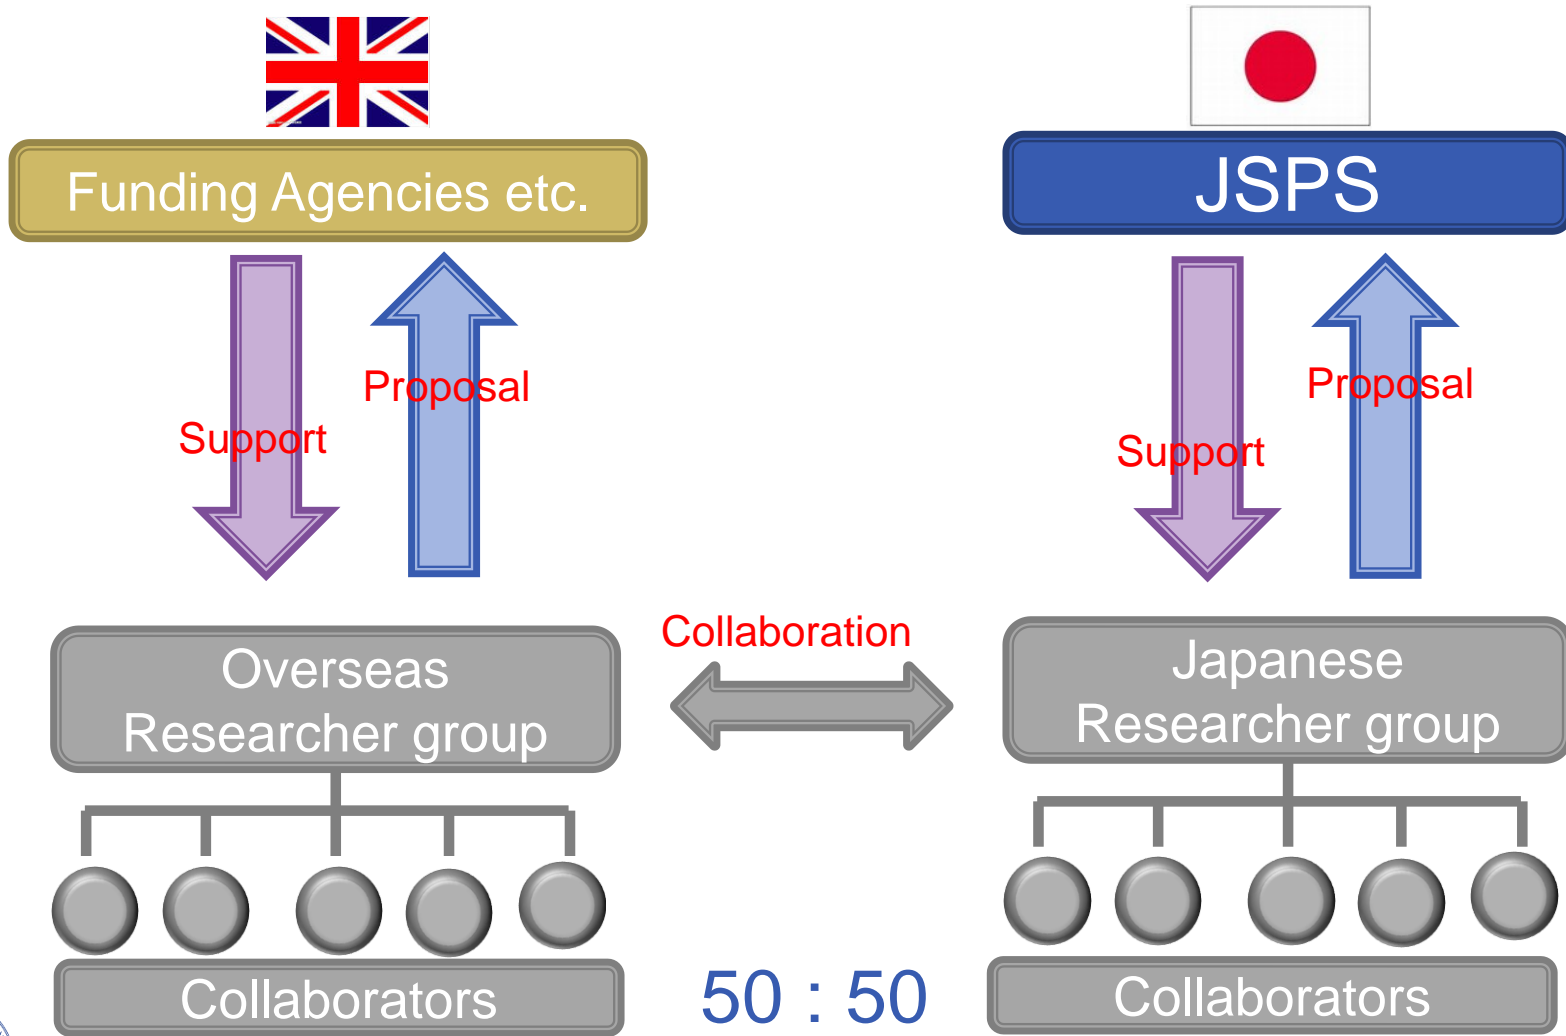 Funding Agencies etc.
JSPS
Proposal
Support
Proposal
Support
Collaboration
Overseas
Researcher group
Japanese
Researcher group
Collaborators
50 : 50
Collaborators